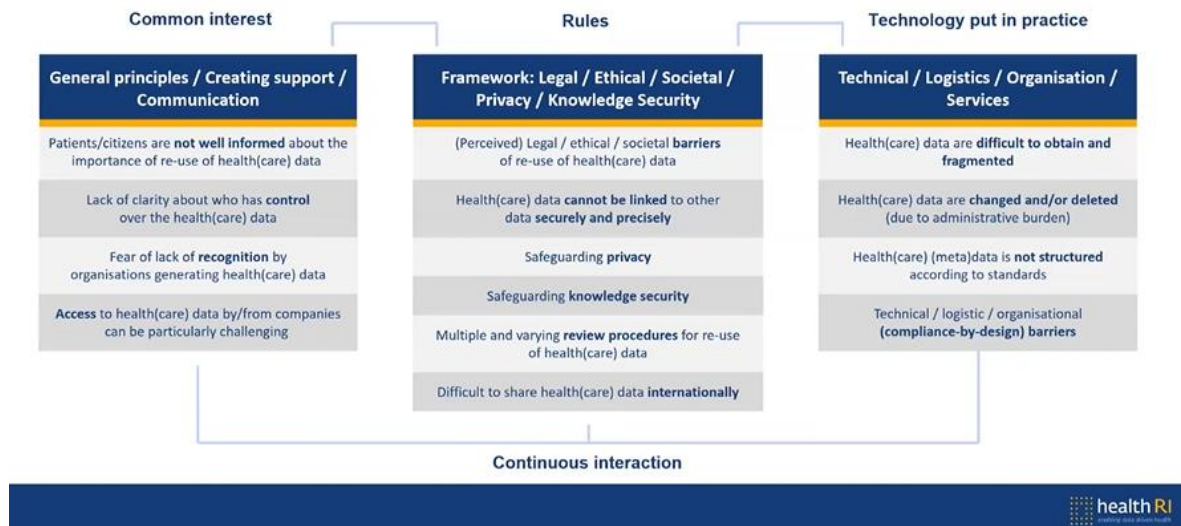 Common interest
Rules
Technology put in practice
General principles / Creating support /
Communication
Patients/citizens are not well informed about the
importance of re-use of health(care) data
Lack of clarity about who has control
over the health(care) data
Fear of lack of recognition by
organisations generating health(care) data
Access to health(care) data by/from companies
can be particularly challenging
Framework: Legal / Ethical / Societal /
Privacy / Knowledge Security
(Perceived) Legal / ethical / societal barriers
of re-use of health(care) data
Health(care) data cannot be linked to other
data securely and precisely
Safeguarding privacy
Safeguarding knowledge security
Multiple and varying review procedures for re-use
of health(care) data
Difficult to share health(care) data internationally
Technical / Logistics / Organisation /
Services
Health(care) data are difficult to obtain and
fragmented
Health(care) data are changed and/or deleted
(due to administrative burden)
Health(care) (meta)data is not structured
according to standards
Technical / logistic / organisational
(compliance-by-design) barriers
Continuous interaction
health RI
enabling data driven health